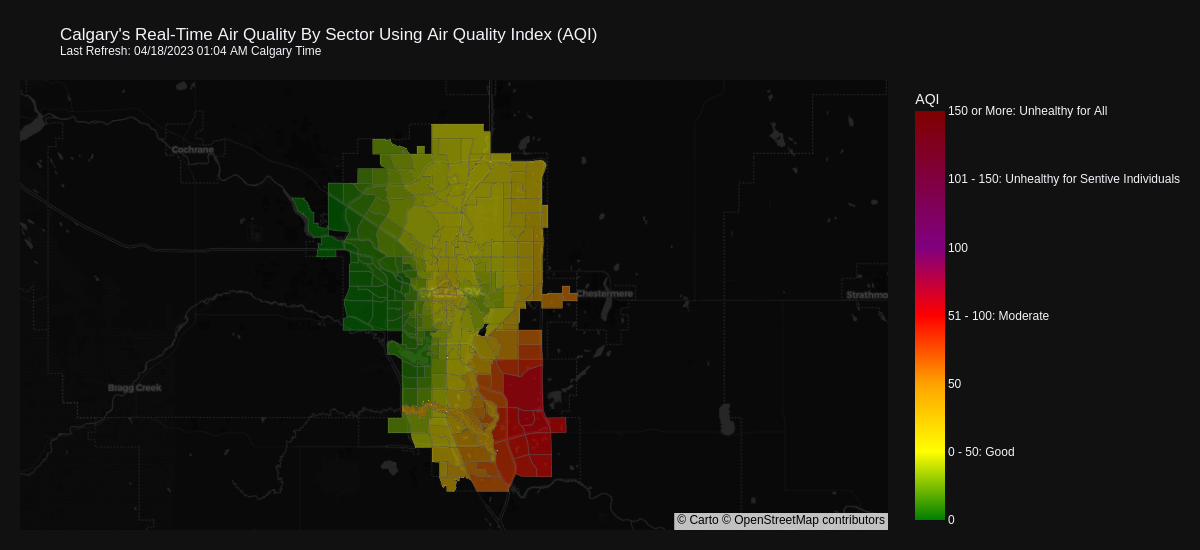 Calgary's Real-Time Air Quality By Sector Using Air Quality Index (AQI)
Last Refresh: 04/18/2023 01:04 AM Calgary Time
AQI
150 or More: Unhealthy for All
101 - 150: Unhealthy for Sentive Individuals
100
51 - 100: Moderate
50
0 - 50: Good
0
Cochrane
CALGARY
Chestermere
Strathmo
Bragg Creek
© Carto © OpenStreetMap contributors